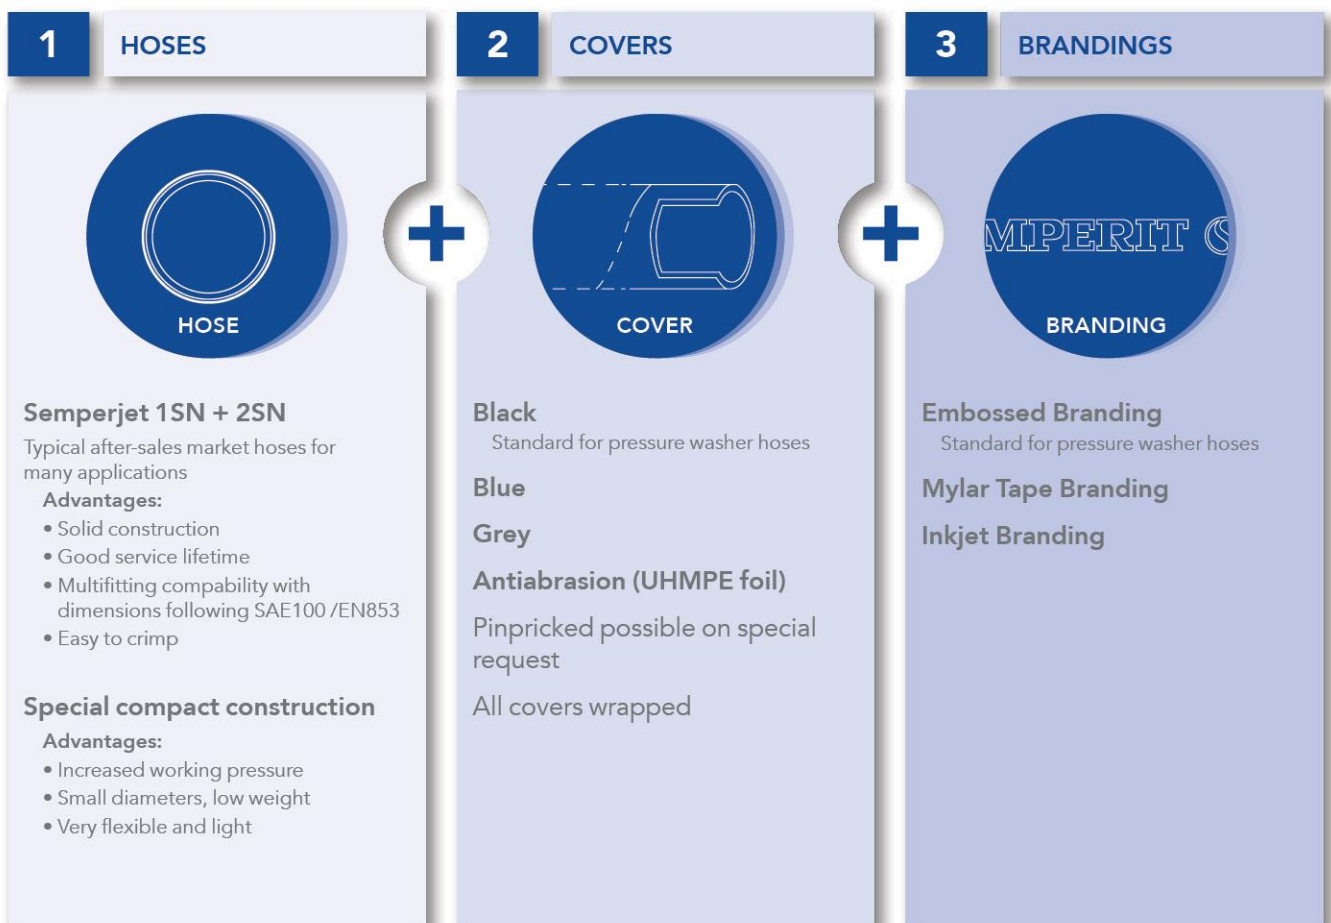 1
HOSES
HOSE
Semperjet 1SN + 2SN
Typical after-sales market hoses for
many applications
Advantages:
• Solid construction
• Good service lifetime
• Multifitting compability with
dimensions following SAE100 /EN853
• Easy to crimp
Special compact construction
Advantages:
• Increased working pressure
• Small diameters, low weight
• Very flexible and light
+
2
COVERS
COVER
Black
Standard for pressure washer hoses
Blue
Grey
Antiabrasion (UHMPE foil)
Pinpricked possible on special
request
All covers wrapped
+
3
BRANDINGS
MPERIT
BRANDING
Embossed Branding
Standard for pressure washer hoses
Mylar Tape Branding
Inkjet Branding